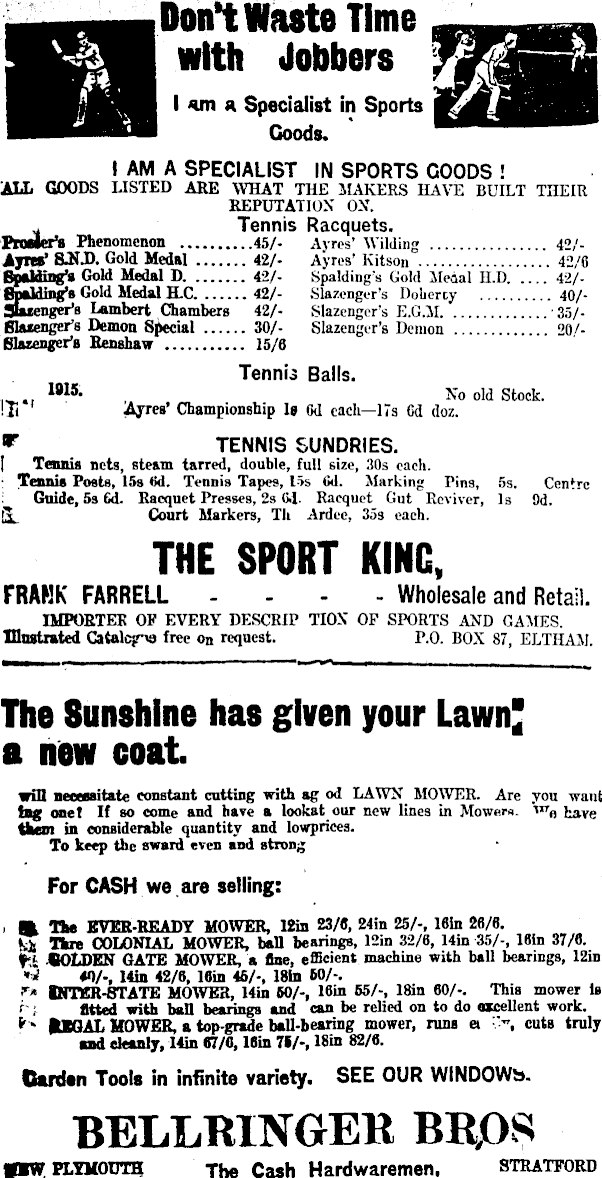 Don't Waste Time
with Jobbers
I am a Specialist in Sports
Goods.
I AM A SPECIALIST IN SPORTS GOODS !
ALL GOODS LISTED ARE WHAT THE MAKERS HAVE BUILT THEIR
REPUTATION ON.
Tennis Racquets.
Prosser's Phenomenon ..........45/- Ayres' Wilding ................ 42/-
Ayres' S.N.D. Gold Medal ....... 42/- Ayres' Kitson .................. 42/6
Spalding's Gold Medal D. ....... 42/- Spalding's Gold Medal H.D. .... 42/-
Spalding's Gold Medal H.C. ...... 42/- Slazenger's Doherty .......... 40/-
Slazenger's Lambert Chambers 42/- Slazenger's E.G.M. ............. 35/-
Slazenger's Demon Special ...... 30/- Slazenger's Demon ............. 20/-
Slazenger's Renshaw ........... 15/6
Tennis Balls.
1915. No old Stock.
Ayres' Championship 1s 6d each—17s 6d doz.
TENNIS SUNDRIES.
Tennis nets, steam tarred, double, full size, 30s each.
Tennis Posts, 15s 6d. Tennis Tapes, 15s 6d. Marking Pins, 5s. Centre
Guide, 5s 6d. Racquet Presses, 2s 6d. Racquet Gut Reviver, 1s 9d.
Court Markers, Th Ardee, 35s each.
THE SPORT KING,
FRANK FARRELL - - - - Wholesale and Retail.
IMPORTER OF EVERY DESCRIP TION OF SPORTS AND GAMES.
Illustrated Catalogue free on request. P.O. BOX 87, ELTHAM.
The Sunshine has given your Lawn
a new coat.
will necessitate constant cutting with ag od LAWN MOWER. Are you want
ing one? If so come and have a lookat our new lines in Mowers. We have
them in considerable quantity and lowprices.
To keep the sward even and strong
For CASH we are selling:
The EVER-READY MOWER, 12in 23/6, 24in 25/-, 16in 26/6.
Thre COLONIAL MOWER, ball bearings, 12in 32/6, 14in 35/-, 16in 37/6.
GOLDEN GATE MOWER, a fine, efficient machine with ball bearings, 12in
40/-, 14in 42/6, 16in 45/-, 18in 50/-.
INTER-STATE MOWER, 14in 50/-, 16in 55/-, 18in 60/-. This mower is
fitted with ball bearings and can be relied on to do excellent work.
REGAL MOWER, a top-grade ball-bearing mower, runs cuts truly
and cleanly, 14in 67/6, 16in 75/-, 18in 82/6.
Garden Tools in infinite variety. SEE OUR WINDOWS.
BELLRINGER BROS
NEW PLYMOUTH The Cash Hardwaremen, STRATFORD